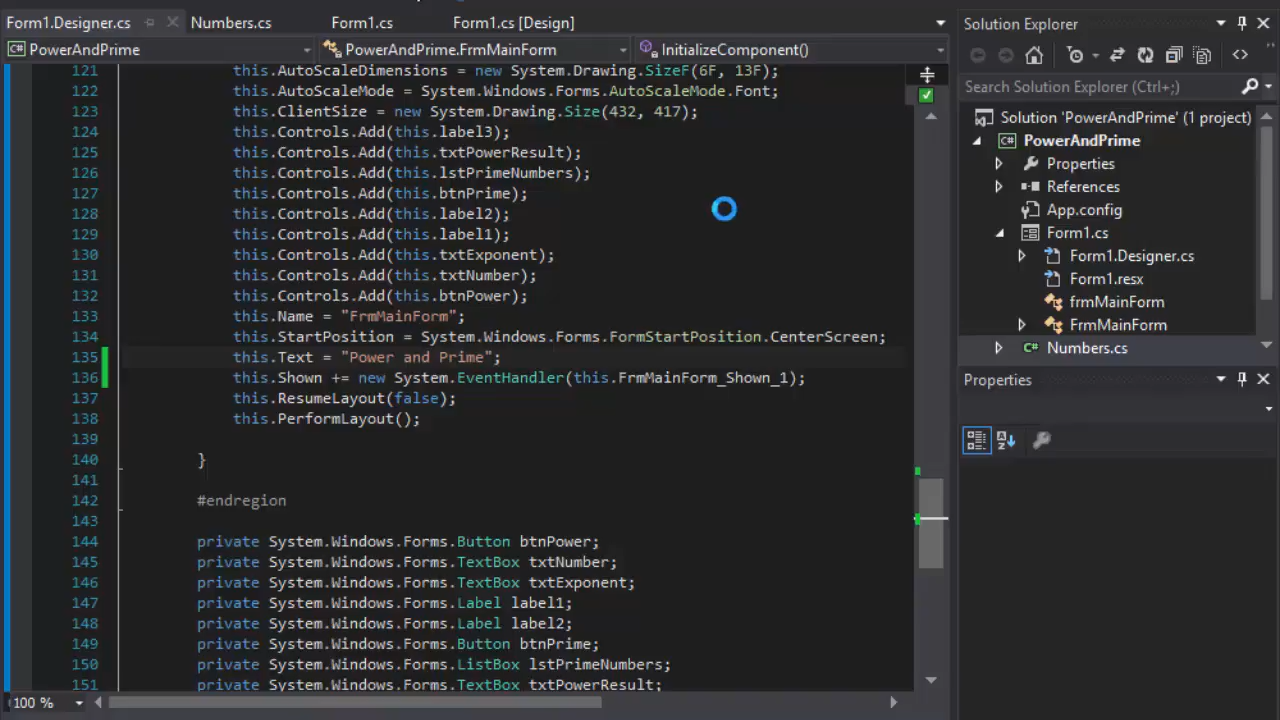 Form1.Designer.cs
Numbers.cs
Form1.cs
Form1.cs [Design]
PowerAndPrime
PowerAndPrime.FrmMainForm
InitializeComponent()
121 this.AutoScaleDimensions = new System.Drawing.SizeF(6F, 13F);
122 this.AutoScaleMode = System.Windows.Forms.AutoScaleMode.Font;
123 this.ClientSize = new System.Drawing.Size(432, 417);
124 this.Controls.Add(this.label3);
125 this.Controls.Add(this.txtPowerResult);
126 this.Controls.Add(this.lstPrimeNumbers);
127 this.Controls.Add(this.btnPrime);
128 this.Controls.Add(this.label2);
129 this.Controls.Add(this.label1);
130 this.Controls.Add(this.txtExponent);
131 this.Controls.Add(this.txtNumber);
132 this.Controls.Add(this.btnPower);
133 this.Name = "FrmMainForm";
134 this.StartPosition = System.Windows.Forms.FormStartPosition.CenterScreen;
135 this.Text = "Power and Prime";
136 this.Shown += new System.EventHandler(this.FrmMainForm_Shown_1);
137 this.ResumeLayout(false);
138 this.PerformLayout();
139
140 }
141
142 #endregion
143
144 private System.Windows.Forms.Button btnPower;
145 private System.Windows.Forms.TextBox txtNumber;
146 private System.Windows.Forms.TextBox txtExponent;
147 private System.Windows.Forms.Label label1;
148 private System.Windows.Forms.Label label2;
149 private System.Windows.Forms.Button btnPrime;
150 private System.Windows.Forms.ListBox lstPrimeNumbers;
151 private System.Windows.Forms.TextBox txtPowerResult;
100 %
Solution Explorer
Search Solution Explorer (Ctrl+;)
Solution 'PowerAndPrime' (1 project)
C# PowerAndPrime
Properties
References
App.config
Form1.cs
Form1.Designer.cs
Form1.resx
frmMainForm
FrmMainForm
C# Numbers.cs
Properties